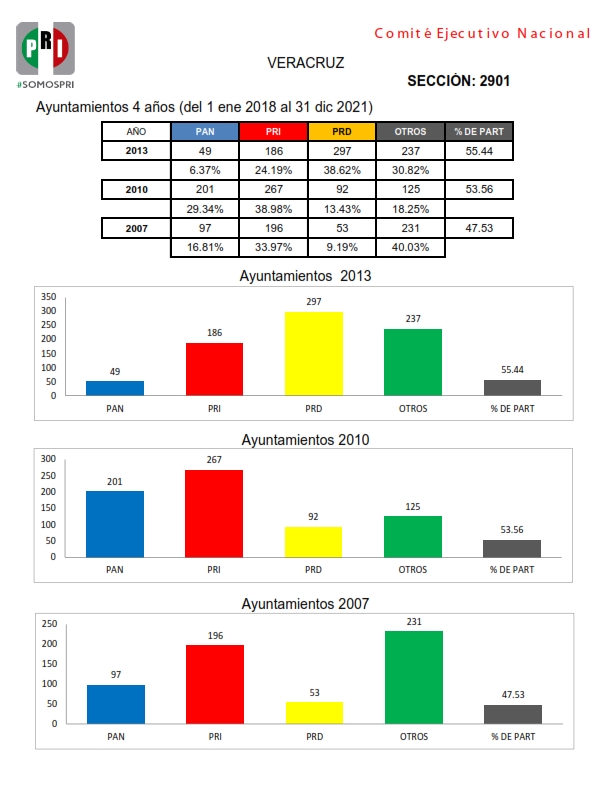 Comité Ejecutivo Nacional
PRI
#SOMOSPRI
VERACRUZ
SECCIÓN: 2901
Ayuntamientos 4 años (del 1 ene 2018 al 31 dic 2021)
AÑO PAN PRI PRD OTROS % DE PART
2013 49 186 297 237 55.44
6.37% 24.19% 38.62% 30.82%
2010 201 267 92 125 53.56
29.34% 38.98% 13.43% 18.25%
2007 97 196 53 231 47.53
16.81% 33.97% 9.19% 40.03%
Ayuntamientos 2013
350
300
250
200
150
100
50
0
49 186 297 237 55.44
PAN PRI PRD OTROS % DE PART
Ayuntamientos 2010
300
250
200
150
100
50
0
201 267 92 125 53.56
PAN PRI PRD OTROS % DE PART
Ayuntamientos 2007
250
200
150
100
50
0
97 196 53 231 47.53
PAN PRI PRD OTROS % DE PART